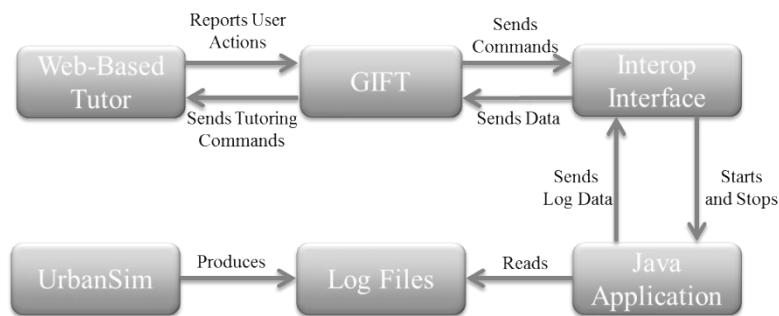 Reports User
Actions
Sends
Commands
Web-Based
Tutor
GIFT
Interop
Interface
Sends Tutoring
Commands
Sends Data
Sends
Log Data
Starts
and Stops
UrbanSim
Produces
Log Files
Reads
Java
Application